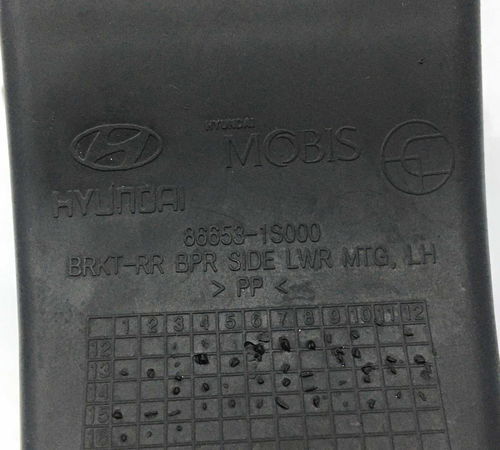 HYUNDAI
MOBIS
HYUNDAI
86653-1S000
BRKT-RR BPR SIDE LWR MTG, LH
> PP <
1 2 3 4 5 6 7 8 9 10 11 12
12
13
14
15
16